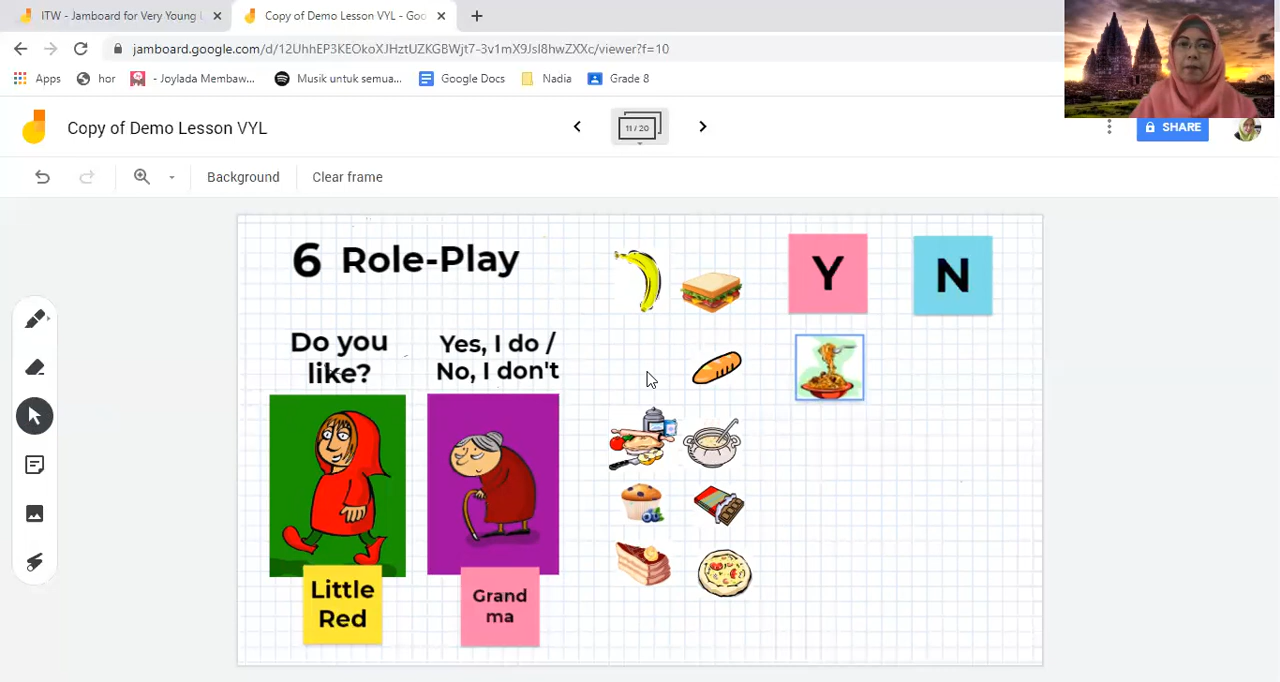 ITW - Jamboard for Very Young L
Copy of Demo Lesson VYL - Goo
jamboard.google.com/d/12UhhEP3KEOkoXJHztUZKGBWjt7-3v1mX9Jsl8hwZXXc/viewer?f=10
Apps
hor
- Joylada Membaw...
Musik untuk semua...
Google Docs
Nadia
Grade 8
Copy of Demo Lesson VYL
11 / 20
SHARE
Background
Clear frame
6 Role-Play
Y
N
Do you
like?
Yes, I do /
No, I don't
Little
Red
Grand
ma